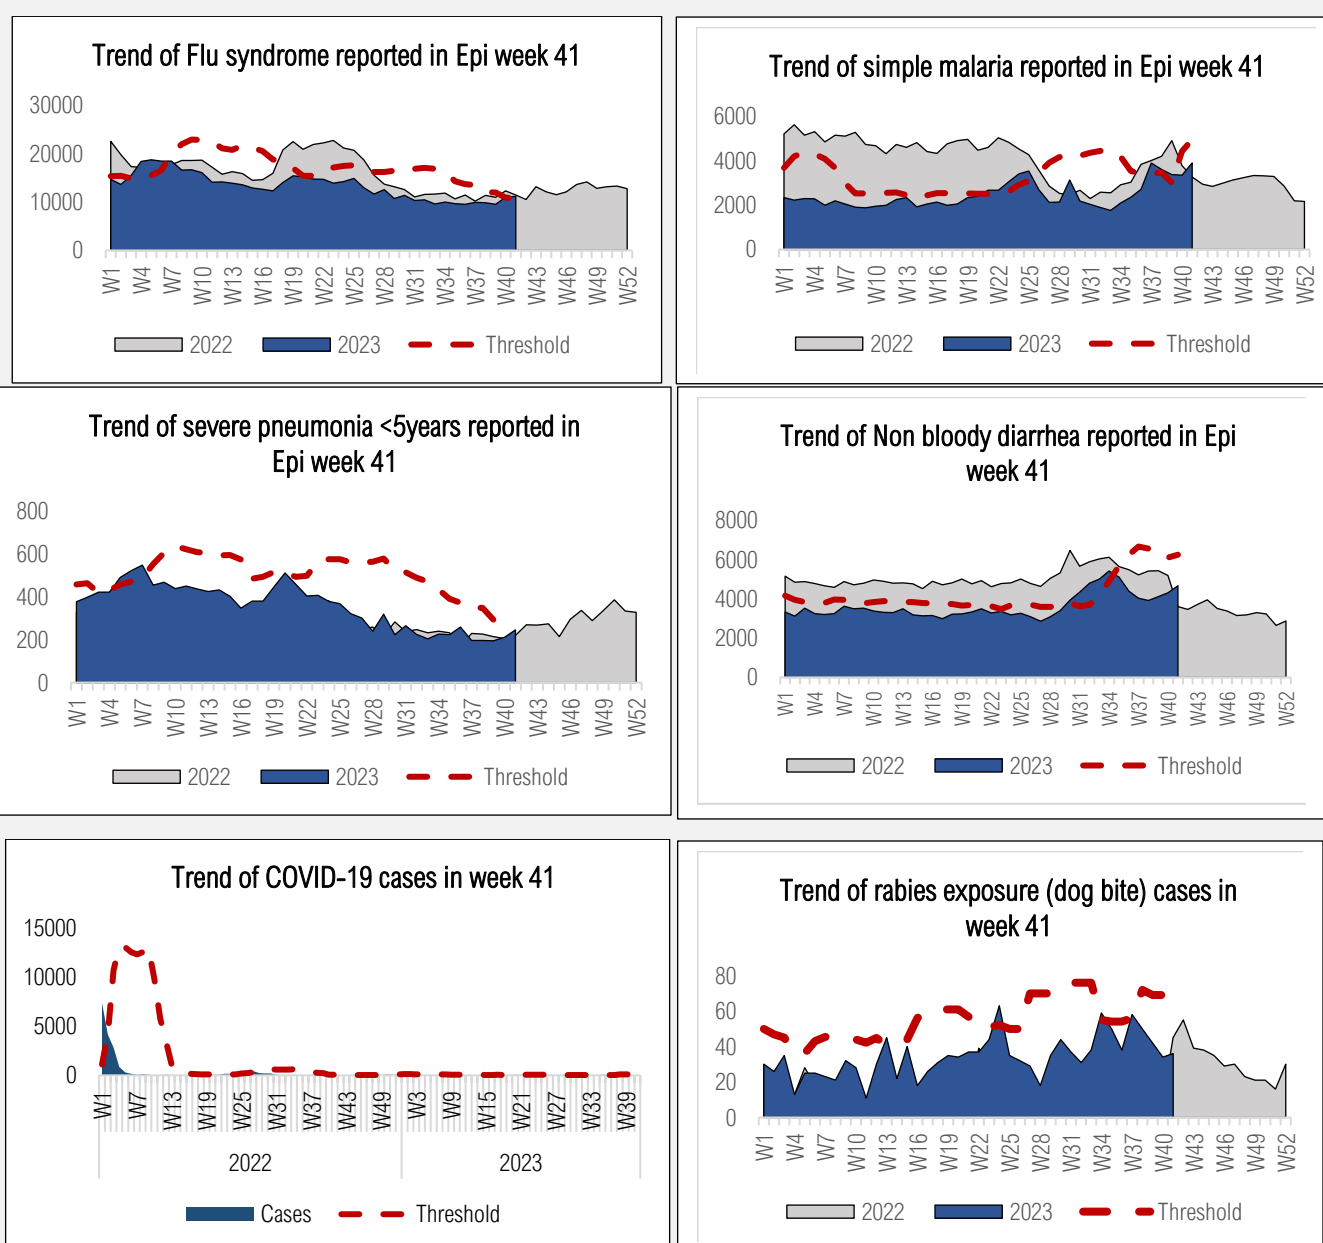 Trend of Flu syndrome reported in Epi week 41
30000
20000
10000
0
W1 W4 W7 W10 W13 W16 W19 W22 W25 W28 W31 W34 W37 W40 W43 W46 W49 W52
2022 2023 Threshold
Trend of simple malaria reported in Epi week 41
6000
4000
2000
0
W1 W4 W7 W10 W13 W16 W19 W22 W25 W28 W31 W34 W37 W40 W43 W46 W49 W52
2022 2023 Threshold
Trend of severe pneumonia <5years reported in
Epi week 41
800
600
400
200
0
W1 W4 W7 W10 W13 W16 W19 W22 W25 W28 W31 W34 W37 W40 W43 W46 W49 W52
2022 2023 Threshold
Trend of Non bloody diarrhea reported in Epi
week 41
8000
6000
4000
2000
0
W1 W4 W7 W10 W13 W16 W19 W22 W25 W28 W31 W34 W37 W40 W43 W46 W49 W52
2022 2023 Threshold
Trend of COVID-19 cases in week 41
15000
10000
5000
0
W1 W7 W13 W19 W25 W31 W37 W43 W49 W3 W9 W15 W21 W27 W33 W39
2022 2023
Cases Threshold
Trend of rabies exposure (dog bite) cases in
week 41
80
60
40
20
0
W1 W4 W7 W10 W13 W16 W19 W22 W25 W28 W31 W34 W37 W40 W43 W46 W49 W52
2022 2023 Threshold